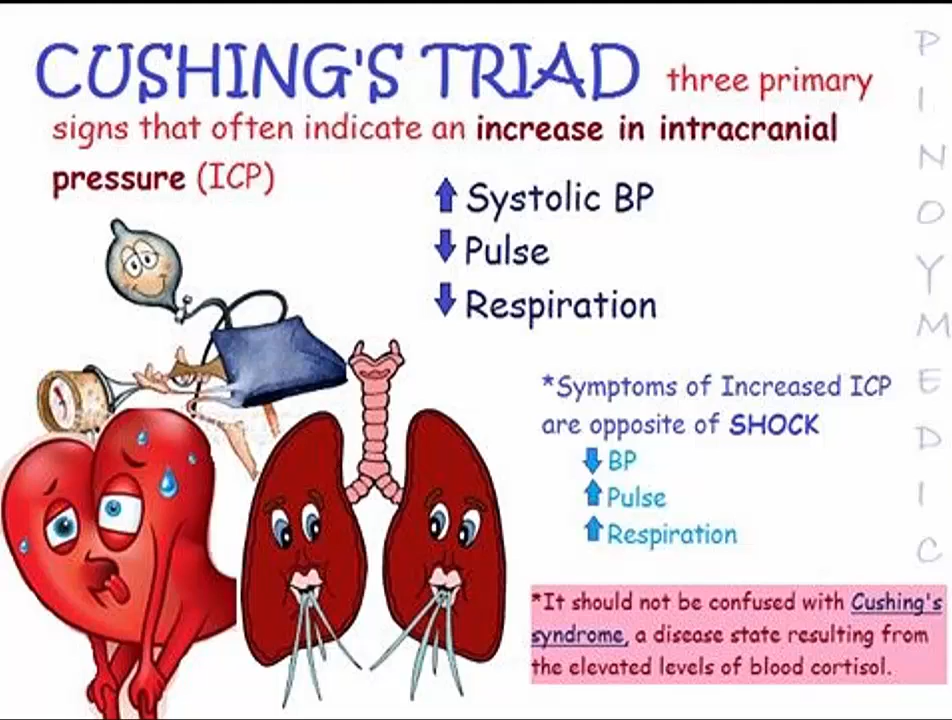 CUSHING'S TRIAD three primary
signs that often indicate an increase in intracranial
pressure (ICP)
Systolic BP
Pulse
Respiration
*Symptoms of Increased ICP
are opposite of SHOCK
BP
Pulse
Respiration
*It should not be confused with Cushing's
syndrome, a disease state resulting from
the elevated levels of blood cortisol.
PINOYMEDIC